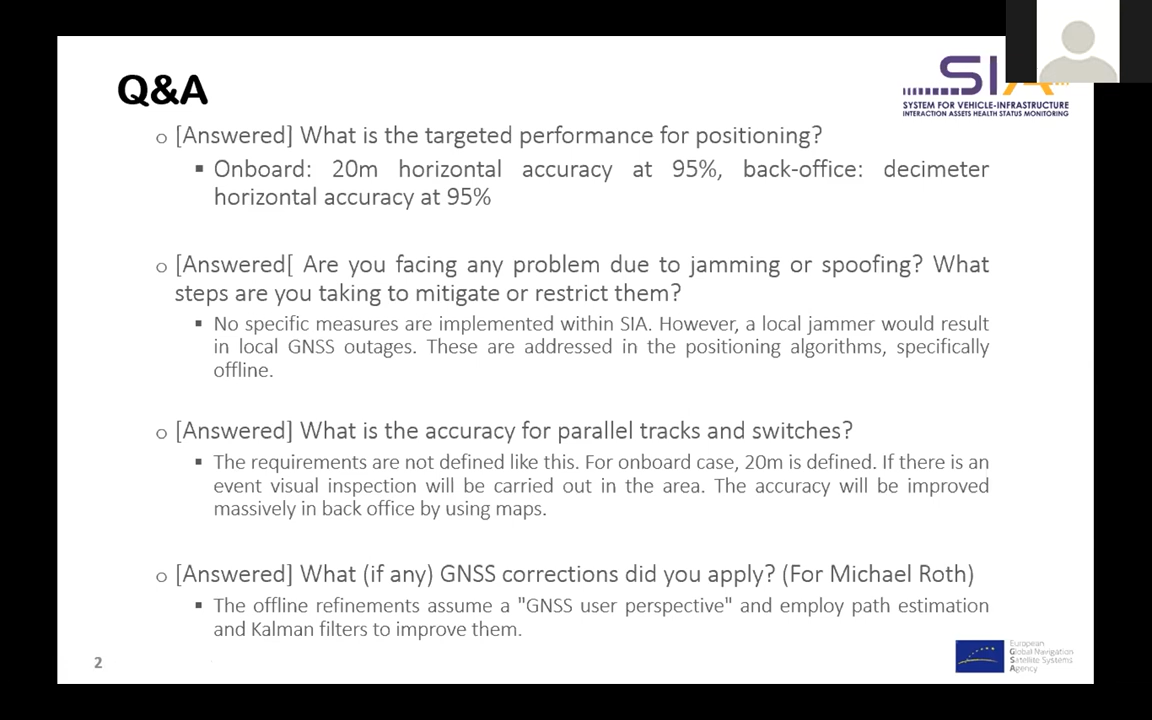 Q&A
SIA
SYSTEM FOR VEHICLE-INFRASTRUCTURE
INTERACTION ASSETS HEALTH STATUS MONITORING
o [Answered] What is the targeted performance for positioning?
▪ Onboard: 20m horizontal accuracy at 95%, back-office: decimeter
horizontal accuracy at 95%
o [Answered[ Are you facing any problem due to jamming or spoofing? What
steps are you taking to mitigate or restrict them?
▪ No specific measures are implemented within SIA. However, a local jammer would result
in local GNSS outages. These are addressed in the positioning algorithms, specifically
offline.
o [Answered] What is the accuracy for parallel tracks and switches?
▪ The requirements are not defined like this. For onboard case, 20m is defined. If there is an
event visual inspection will be carried out in the area. The accuracy will be improved
massively in back office by using maps.
o [Answered] What (if any) GNSS corrections did you apply? (For Michael Roth)
▪ The offline refinements assume a "GNSS user perspective" and employ path estimation
and Kalman filters to improve them.
2
European
Global Navigation
Satellite Systems
Agency